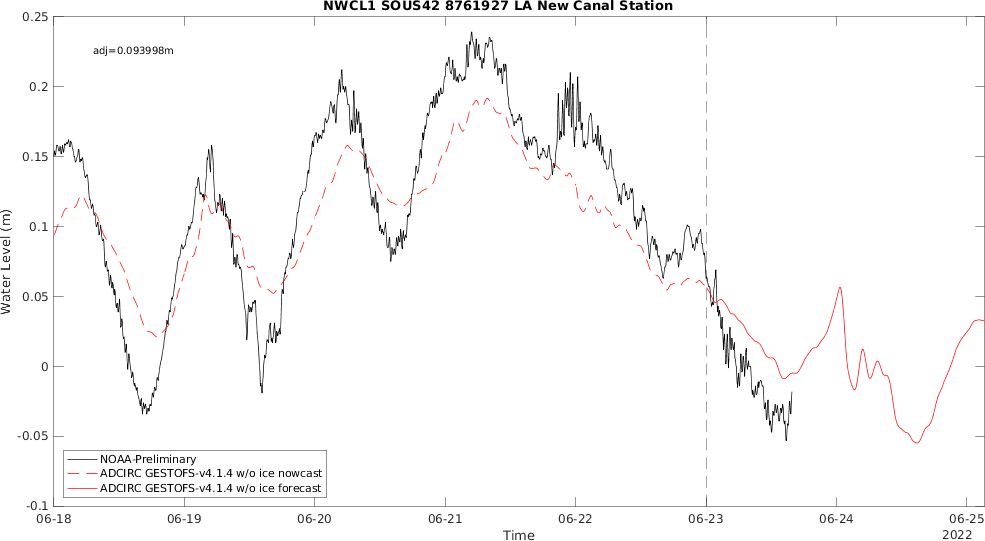 NWCL1 SOUS42 8761927 LA New Canal Station
adj=0.093998m
0.25
0.2
0.15
0.1
0.05
0
-0.05
-0.1
Water Level (m)
NOAA-Preliminary
ADCIRC GESTOFS-v4.1.4 w/o ice nowcast
ADCIRC GESTOFS-v4.1.4 w/o ice forecast
06-18 06-19 06-20 06-21 06-22 06-23 06-24 06-25
Time
2022